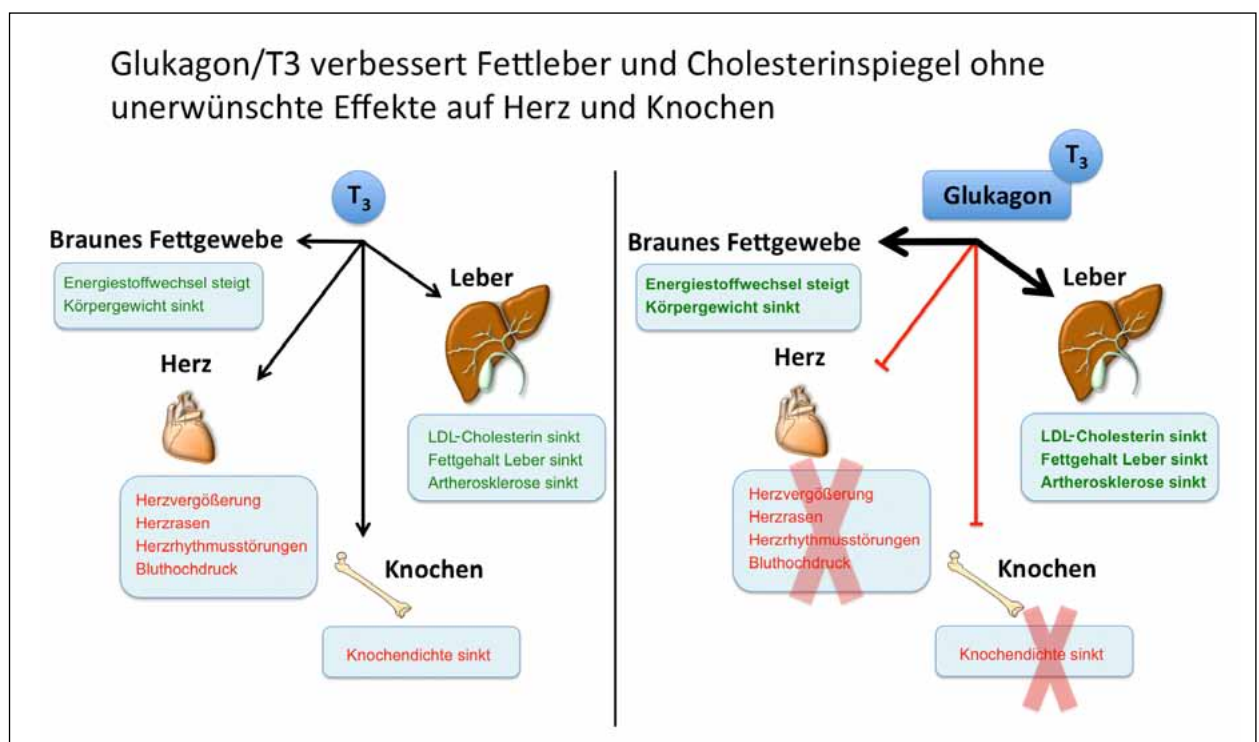 Glukagon/T3 verbessert Fettleber und Cholesterinspiegel ohne
unerwünschte Effekte auf Herz und Knochen
T3
Braunes Fettgewebe
Energiestoffwechsel steigt
Körpergewicht sinkt
Leber
Herz
LDL-Cholesterin sinkt
Fettgehalt Leber sinkt
Artherosklerose sinkt
Herzvergößerung
Herzrasen
Herzrhythmusstörungen
Bluthochdruck
Knochen
Knochendichte sinkt
T3
Glukagon
Braunes Fettgewebe
Energiestoffwechsel steigt
Körpergewicht sinkt
Leber
Herz
LDL-Cholesterin sinkt
Fettgehalt Leber sinkt
Artherosklerose sinkt
Herzvergößerung
Herzrasen
Herzrhythmusstörungen
Bluthochdruck
Knochen
Knochendichte sinkt